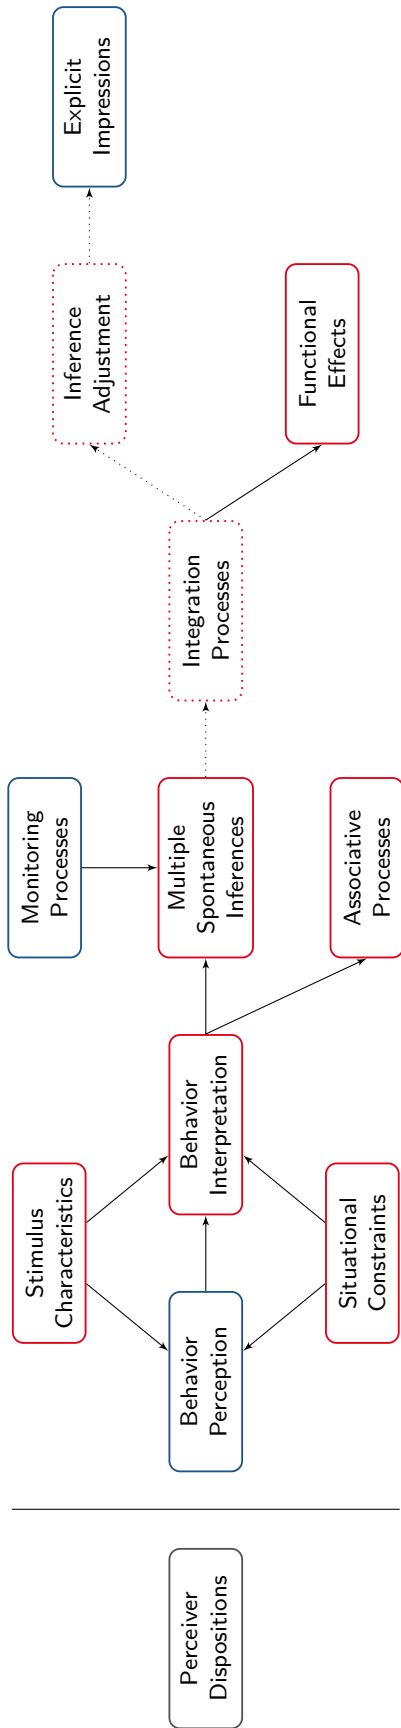 Perceiver
Dispositions
Behavior
Perception
Stimulus
Characteristics
Situational
Constraints
Behavior
Interpretation
Monitoring
Processes
Multiple
Spontaneous
Inferences
Associative
Processes
Integration
Processes
Inference
Adjustment
Functional
Effects
Explicit
Impressions